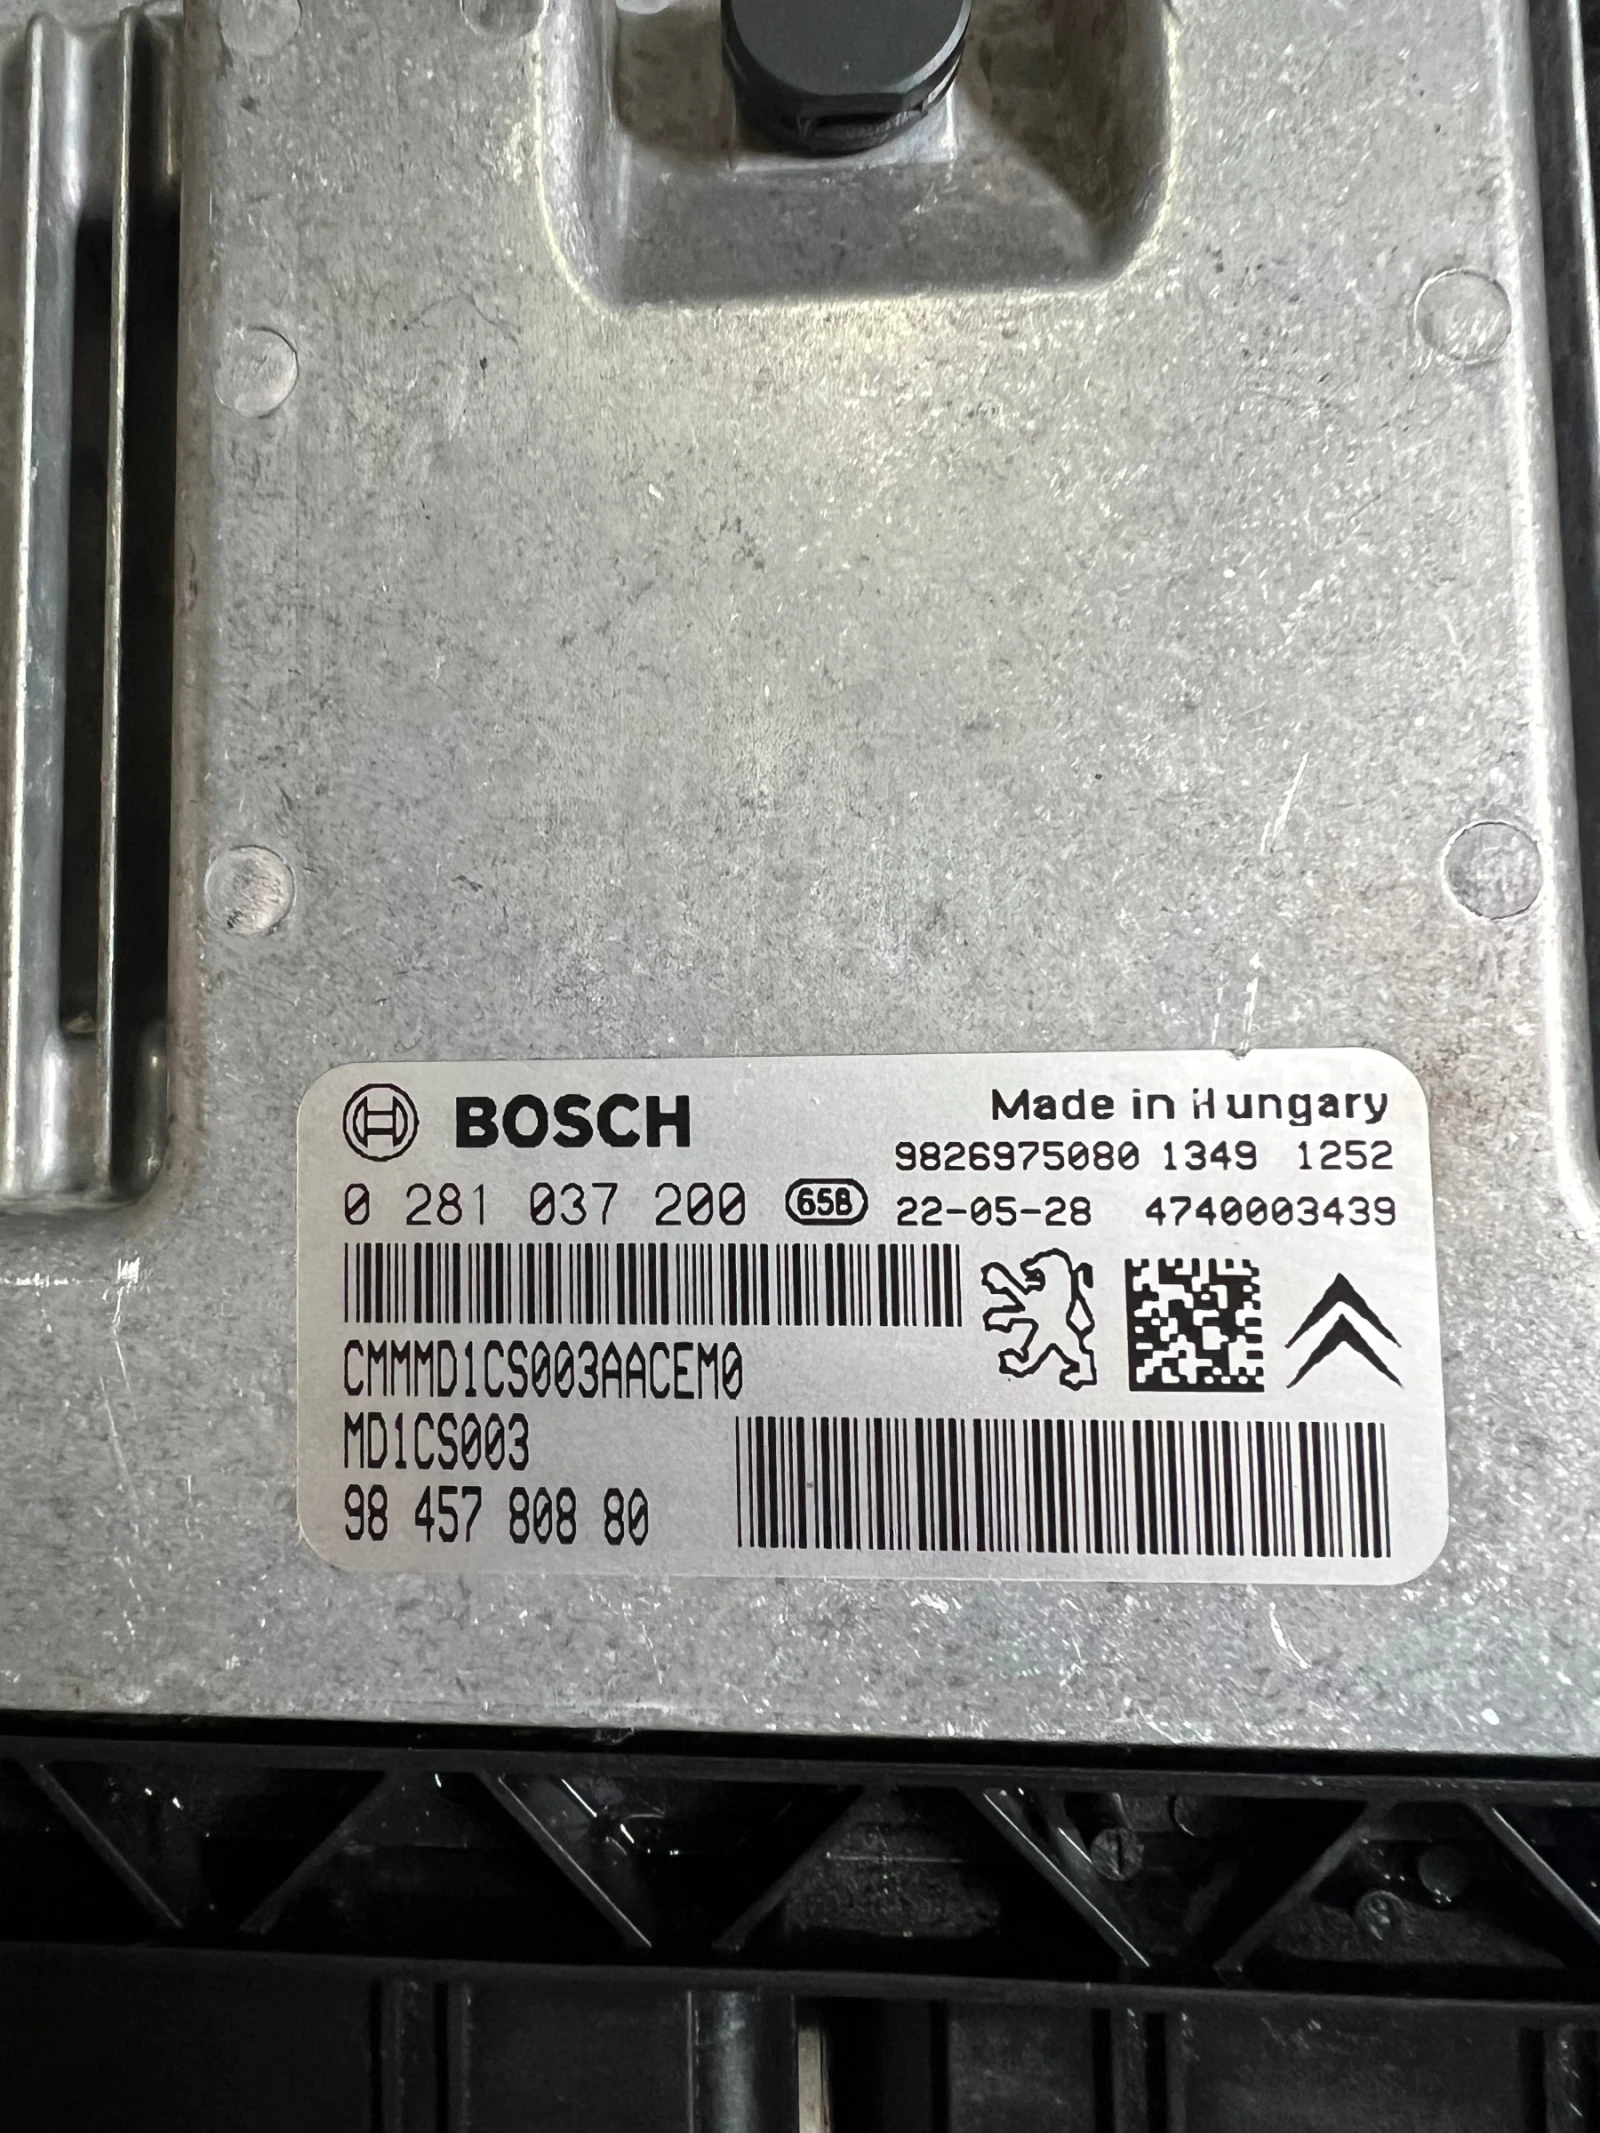 BOSCH
Made in Hungary
9826975080 1349 1252
0 281 037 200 65B 22-05-28 4740003439
CMMMD1CS003AACEM0
MD1CS003
98 457 808 80